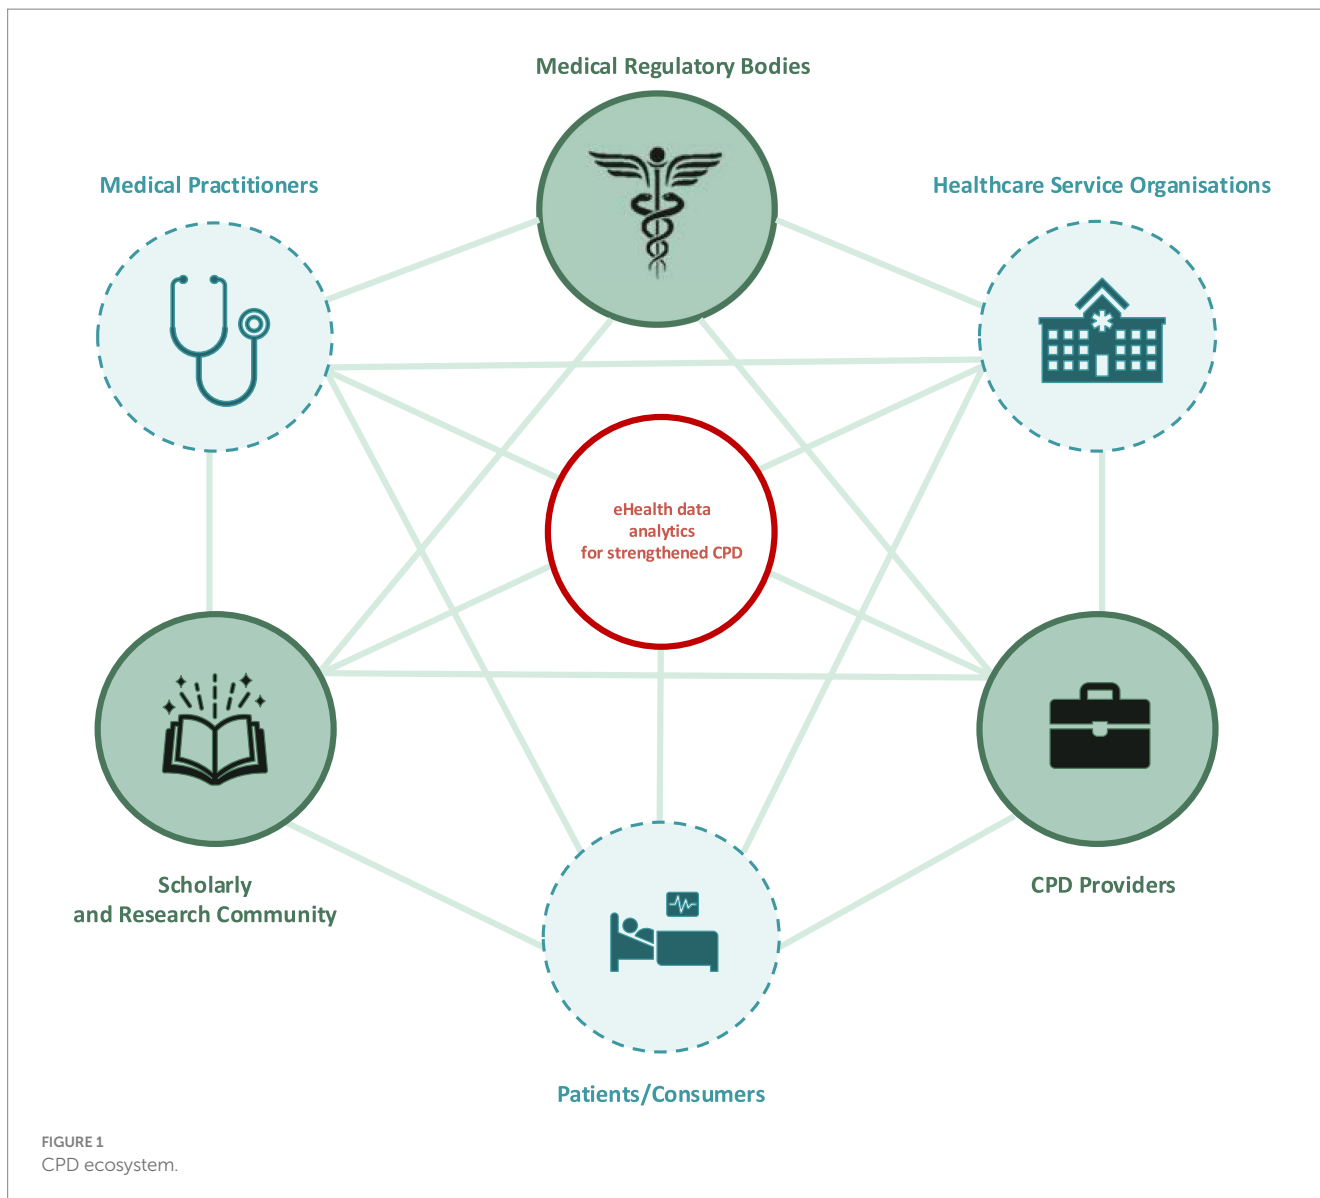 Medical Regulatory Bodies
Medical Practitioners
Healthcare Service Organisations
eHealth data
analytics
for strengthened CPD
Scholarly
and Research Community
CPD Providers
Patients/Consumers
FIGURE 1
CPD ecosystem.